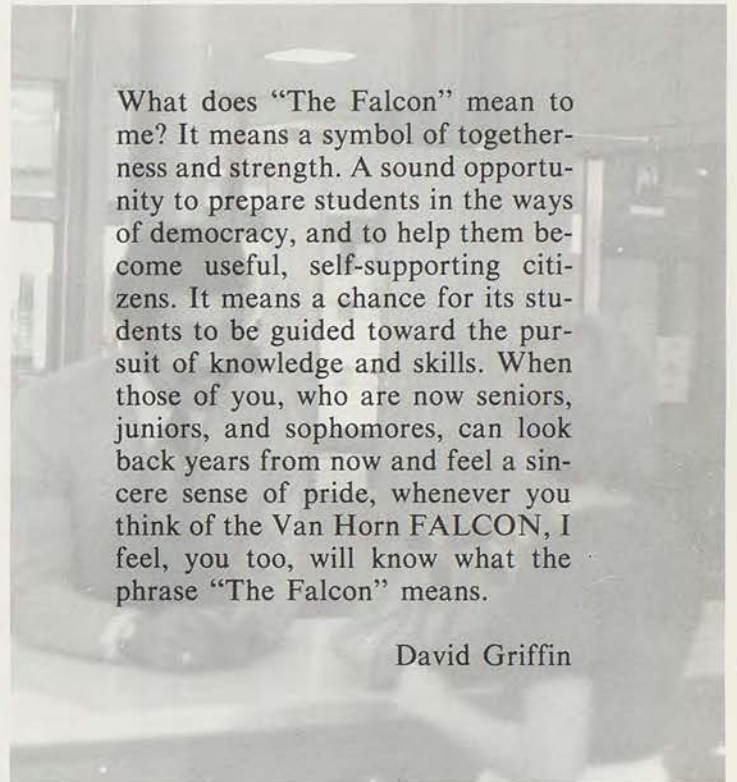 What does “The Falcon” mean to
me? It means a symbol of together-
ness and strength. A sound opportu-
nity to prepare students in the ways
of democracy, and to help them be-
come useful, self-supporting citi-
zens. It means a chance for its stu-
dents to be guided toward the pur-
suit of knowledge and skills. When
those of you, who are now seniors,
juniors, and sophomores, can look
back years from now and feel a sin-
cere sense of pride, whenever you
think of the Van Horn FALCON, I
feel, you too, will know what the
phrase “The Falcon” means.
David Griffin